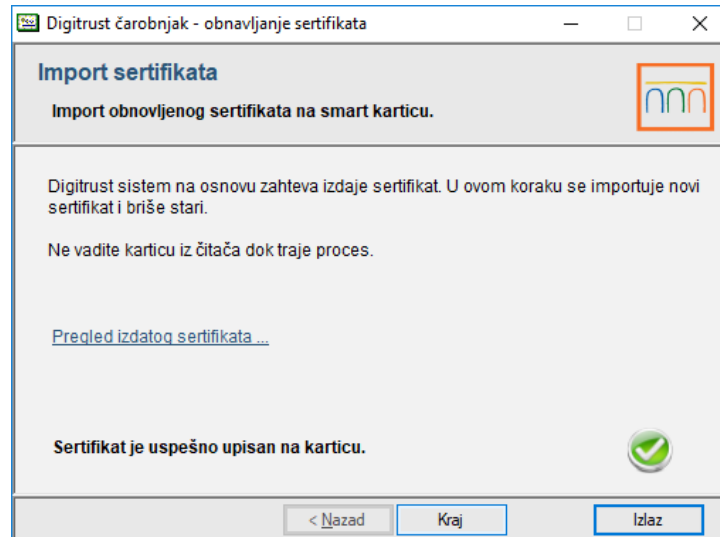 Digitrust čarobnjak - obnavljanje sertifikata
Import sertifikata
Import obnovljenog sertifikata na smart karticu.
Digitrust sistem na osnovu zahteva izdaje sertifikat. U ovom koraku se importuje novi
sertifikat i briše stari.
Ne vadite karticu iz čitača dok traje proces.
Pregled izdatog sertifikata ...
Sertifikat je uspešno upisan na karticu.
< Nazad
Kraj
Izlaz